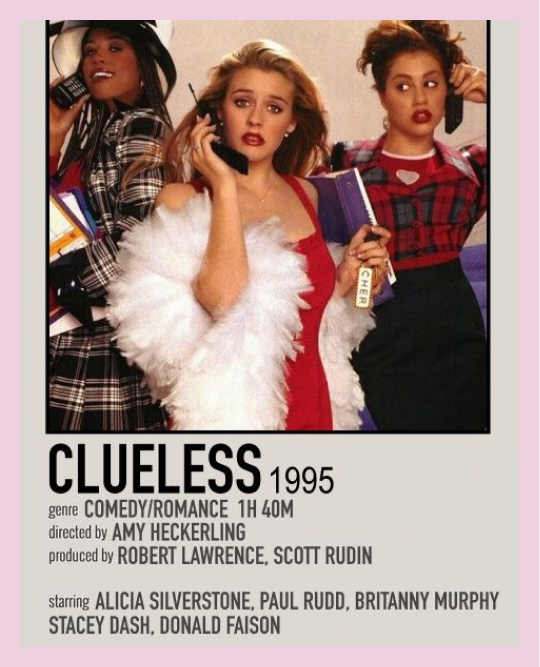 CHER
CLUELESS 1995
genre COMEDY/ROMANCE 1H 40M
directed by AMY HECKERLING
produced by ROBERT LAWRENCE, SCOTT RUDIN
starring ALICIA SILVERSTONE, PAUL RUDD, BRITANNY MURPHY
STACEY DASH, DONALD FAISON